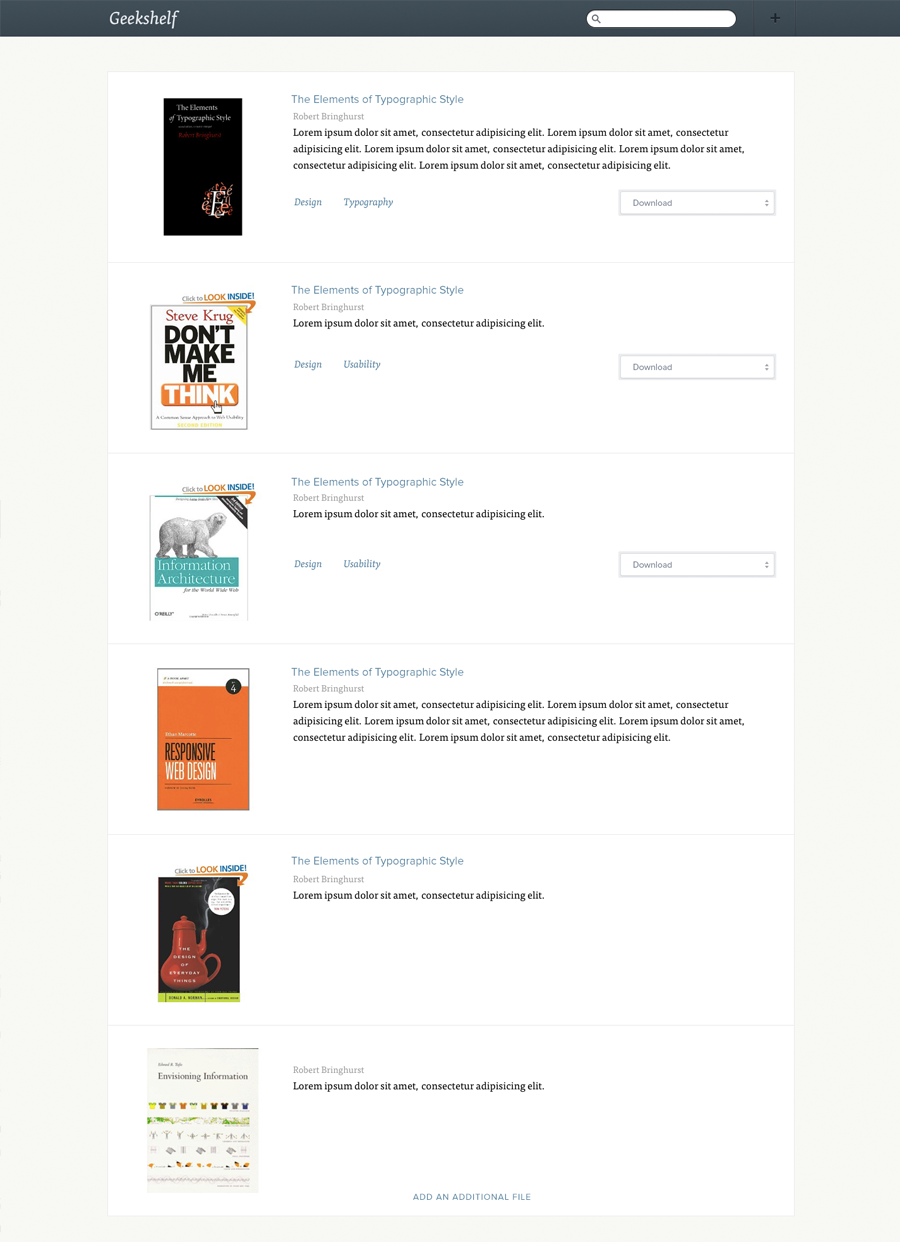 Geekshelf
+
The Elements
of Typographic Style
Robert Bringhurst
The Elements of Typographic Style
Robert Bringhurst
Lorem ipsum dolor sit amet, consectetur adipisicing elit. Lorem ipsum dolor sit amet, consectetur
adipisicing elit. Lorem ipsum dolor sit amet, consectetur adipisicing elit. Lorem ipsum dolor sit amet,
consectetur adipisicing elit. Lorem ipsum dolor sit amet, consectetur adipisicing elit.
Design Typography
Download
Click to LOOK INSIDE!
Steve Krug
DON'T
MAKE
ME
THINK
A Common Sense Approach to Web Usability
SECOND EDITION
The Elements of Typographic Style
Robert Bringhurst
Lorem ipsum dolor sit amet, consectetur adipisicing elit.
Design Usability
Download
Click to LOOK INSIDE!
Information
Architecture
for the World Wide Web
O'REILLY
The Elements of Typographic Style
Robert Bringhurst
Lorem ipsum dolor sit amet, consectetur adipisicing elit.
Design Usability
Download
4
Ethan Marcotte
RESPONSIVE
WEB DESIGN
The Elements of Typographic Style
Robert Bringhurst
Lorem ipsum dolor sit amet, consectetur adipisicing elit. Lorem ipsum dolor sit amet, consectetur
adipisicing elit. Lorem ipsum dolor sit amet, consectetur adipisicing elit. Lorem ipsum dolor sit amet,
consectetur adipisicing elit. Lorem ipsum dolor sit amet, consectetur adipisicing elit.
Click to LOOK INSIDE!
THE
DESIGN
OF
EVERYDAY
THINGS
DONALD A. NORMAN
The Elements of Typographic Style
Robert Bringhurst
Lorem ipsum dolor sit amet, consectetur adipisicing elit.
Edward R. Tufte
Envisioning Information
Robert Bringhurst
Lorem ipsum dolor sit amet, consectetur adipisicing elit.
ADD AN ADDITIONAL FILE